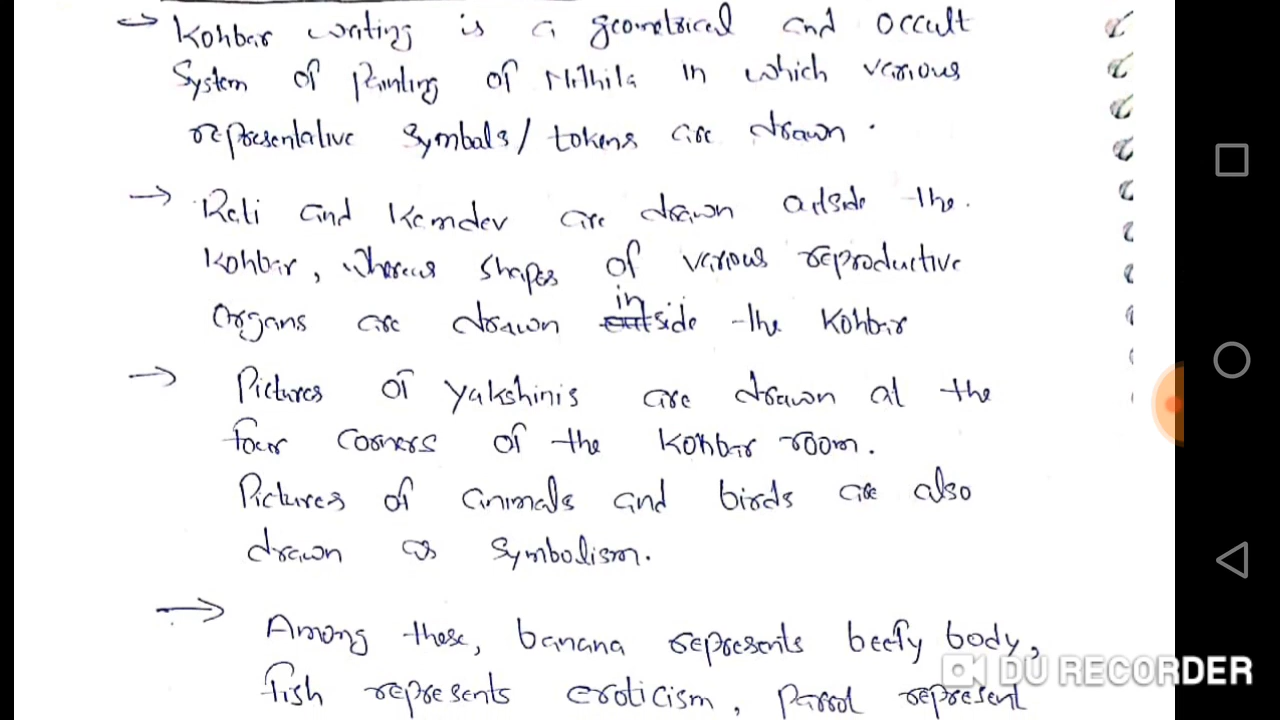 → Kohbar writing is a geometrical and occult
System of Painting of Mithila in which various
representative symbols/ tokens are drawn.
→ Rati and Kamdev are drawn outside the.
Kohbar, whereas shapes of various reproductive
organs are drawn inside the Kohbar
→ Pictures of Yakshinis are drawn at the
four corners of the Kohbar room.
Pictures of animals and birds are also
drawn as symbolism.
→ Among these, banana represents beefy body,
fish represents eroticism, Parrot represent
DU RECORDER